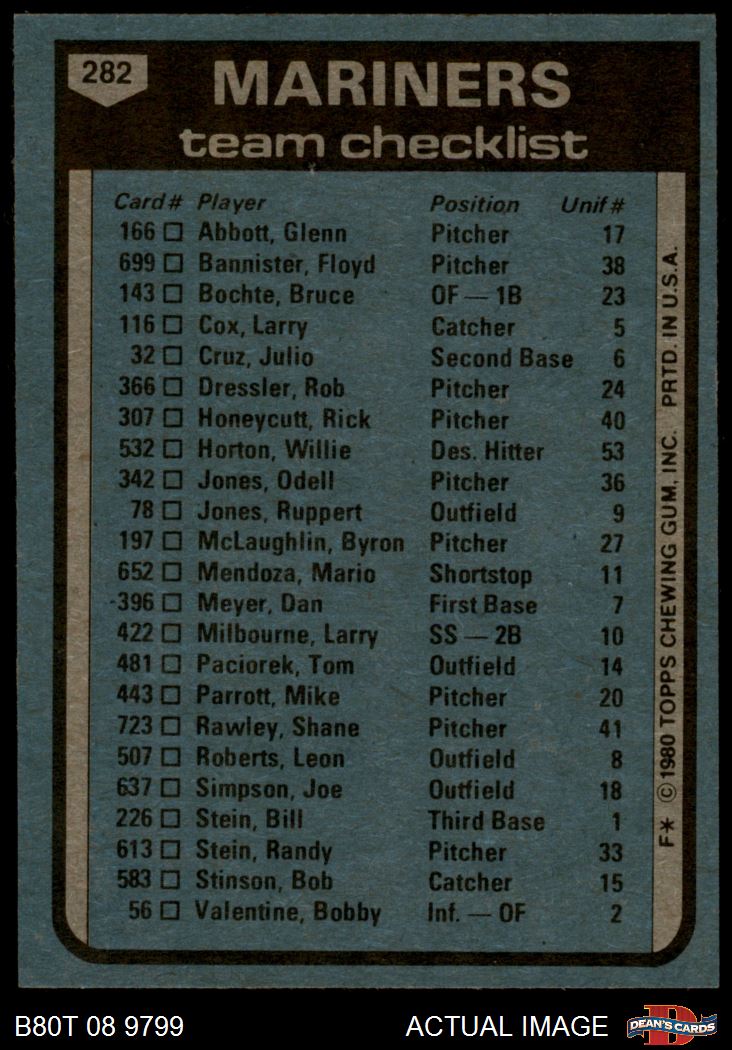 282
MARINERS
team checklist
Card # Player Position Unif #
166 Abbott, Glenn Pitcher 17
699 Bannister, Floyd Pitcher 38
143 Bochte, Bruce OF — 1B 23
116 Cox, Larry Catcher 5
32 Cruz, Julio Second Base 6
366 Dressler, Rob Pitcher 24
307 Honeycutt, Rick Pitcher 40
532 Horton, Willie Des. Hitter 53
342 Jones, Odell Pitcher 36
78 Jones, Ruppert Outfield 9
197 McLaughlin, Byron Pitcher 27
652 Mendoza, Mario Shortstop 11
396 Meyer, Dan First Base 7
422 Milbourne, Larry SS — 2B 10
481 Paciorek, Tom Outfield 14
443 Parrott, Mike Pitcher 20
723 Rawley, Shane Pitcher 41
507 Roberts, Leon Outfield 8
637 Simpson, Joe Outfield 18
226 Stein, Bill Third Base 1
613 Stein, Randy Pitcher 33
583 Stinson, Bob Catcher 15
56 Valentine, Bobby Inf. — OF 2
F* © 1980 TOPPS CHEWING GUM, INC. PRTD. IN U.S.A.
B80T 08 9799 ACTUAL IMAGE
D DEAN'S CARDS